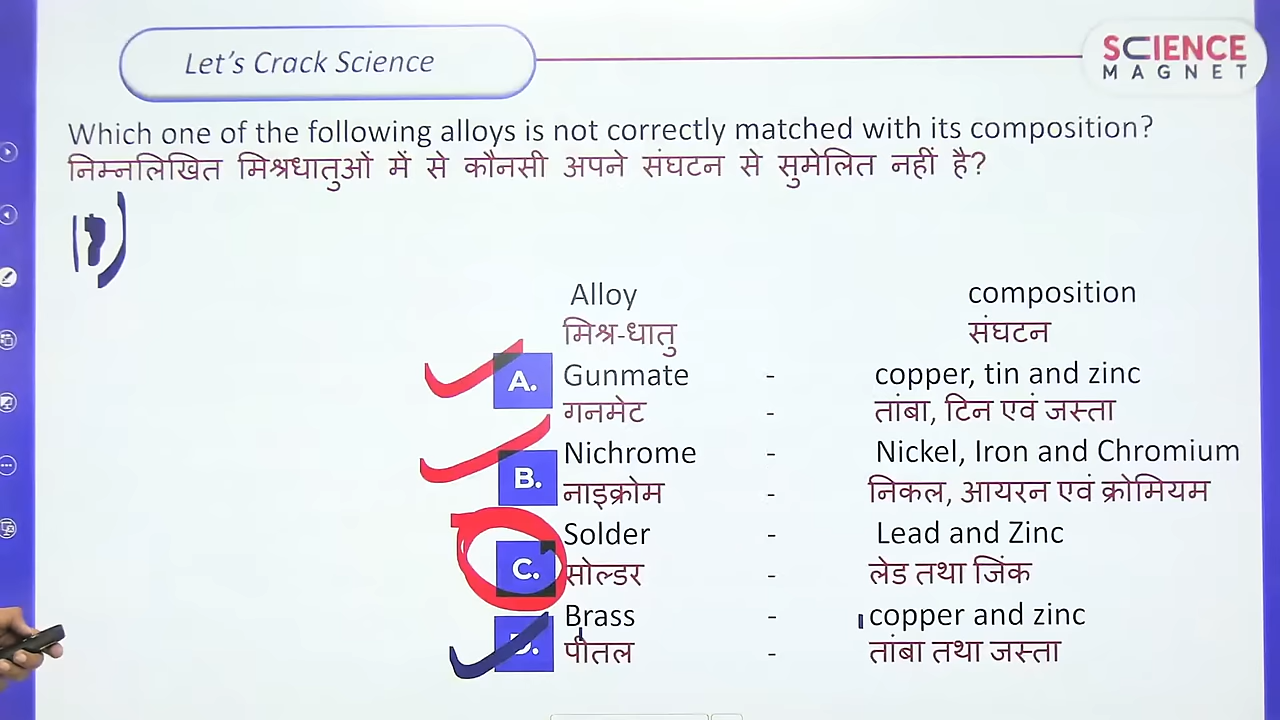 Let's Crack Science
SCIENCE
MAGNET
Which one of the following alloys is not correctly matched with its composition?
निम्नलिखित मिश्रधातुओं में से कौनसी अपने संघटन से सुमेलित नहीं है?
Alloy composition
मिश्र-धातु संघटन
A. Gunmate - copper, tin and zinc
गनमेट - तांबा, टिन एवं जस्ता
B. Nichrome - Nickel, Iron and Chromium
नाइक्रोम - निकल, आयरन एवं क्रोमियम
C. Solder - Lead and Zinc
सोल्डर - लेड तथा जिंक
D. Brass - copper and zinc
पीतल - तांबा तथा जस्ता